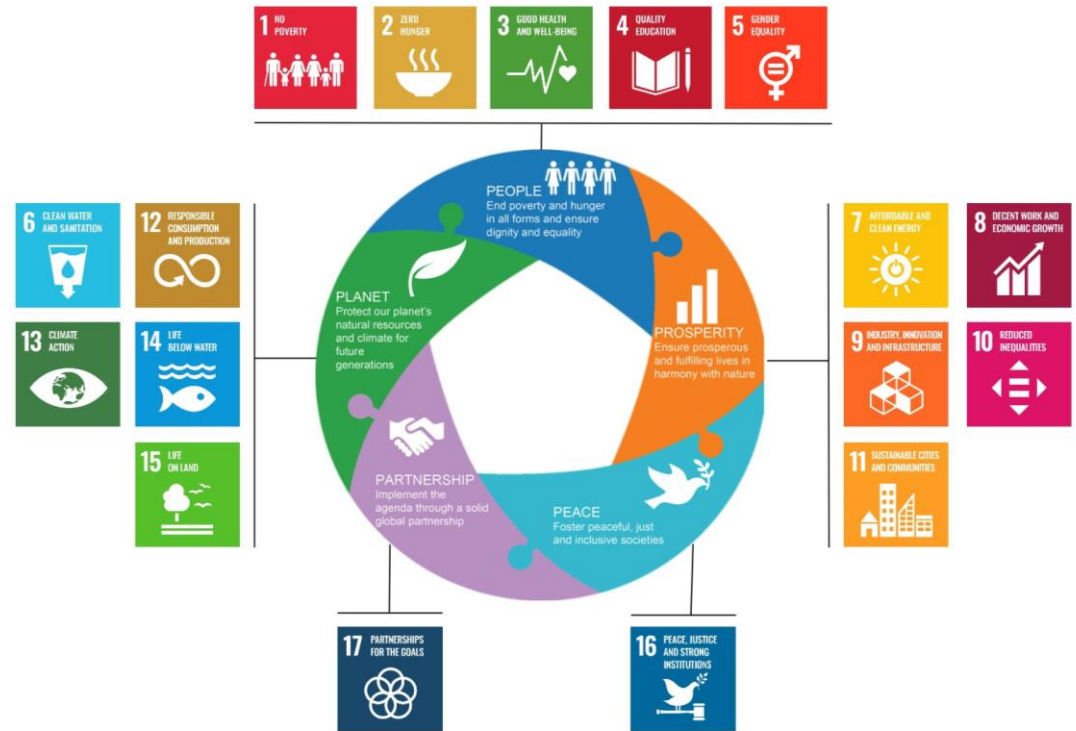 1 NO
POVERTY
2 ZERO
HUNGER
3 GOOD HEALTH
AND WELL-BEING
4 QUALITY
EDUCATION
5 GENDER
EQUALITY
PEOPLE
End poverty and hunger
in all forms and ensure
dignity and equality
6 CLEAN WATER
AND SANITATION
12 RESPONSIBLE
CONSUMPTION
AND PRODUCTION
13 CLIMATE
ACTION
14 LIFE
BELOW WATER
15 LIFE
ON LAND
PLANET
Protect our planet's
natural resources
and climate for
future
generations
PROSPERITY
Ensure prosperous
and fulfilling lives in
harmony with nature
7 AFFORDABLE AND
CLEAN ENERGY
8 DECENT WORK AND
ECONOMIC GROWTH
9 INDUSTRY, INNOVATION
AND INFRASTRUCTURE
10 REDUCED
INEQUALITIES
11 SUSTAINABLE CITIES
AND COMMUNITIES
PARTNERSHIP
Implement the
agenda through a solid
global partnership
PEACE
Foster peaceful, just
and inclusive societies
17 PARTNERSHIPS
FOR THE GOALS
16 PEACE, JUSTICE
AND STRONG
INSTITUTIONS